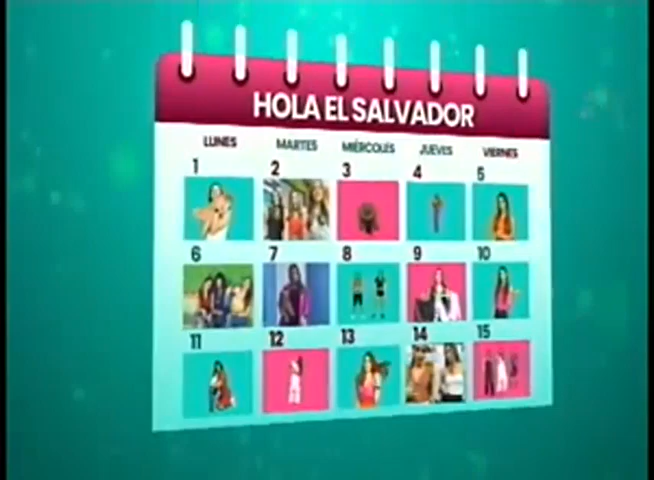 HOLA EL SALVADOR
LUNES MARTES MIÉRCOLES JUEVES VIERNES
1 2 3 4 5
6 7 8 9 10
11 12 13 14 15